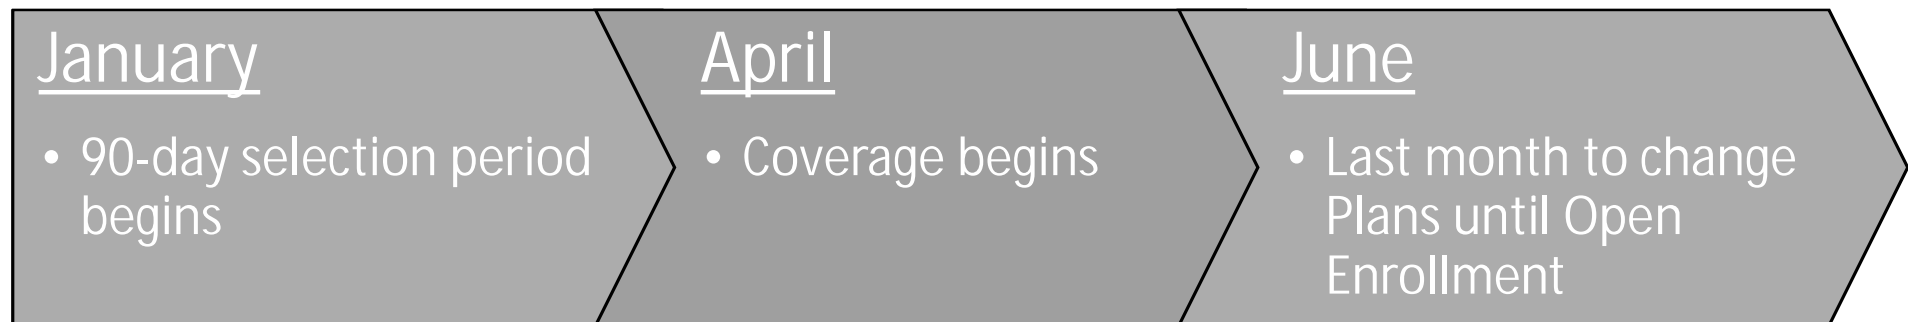 January
• 90-day selection period
begins
April
• Coverage begins
June
• Last month to change
Plans until Open
Enrollment